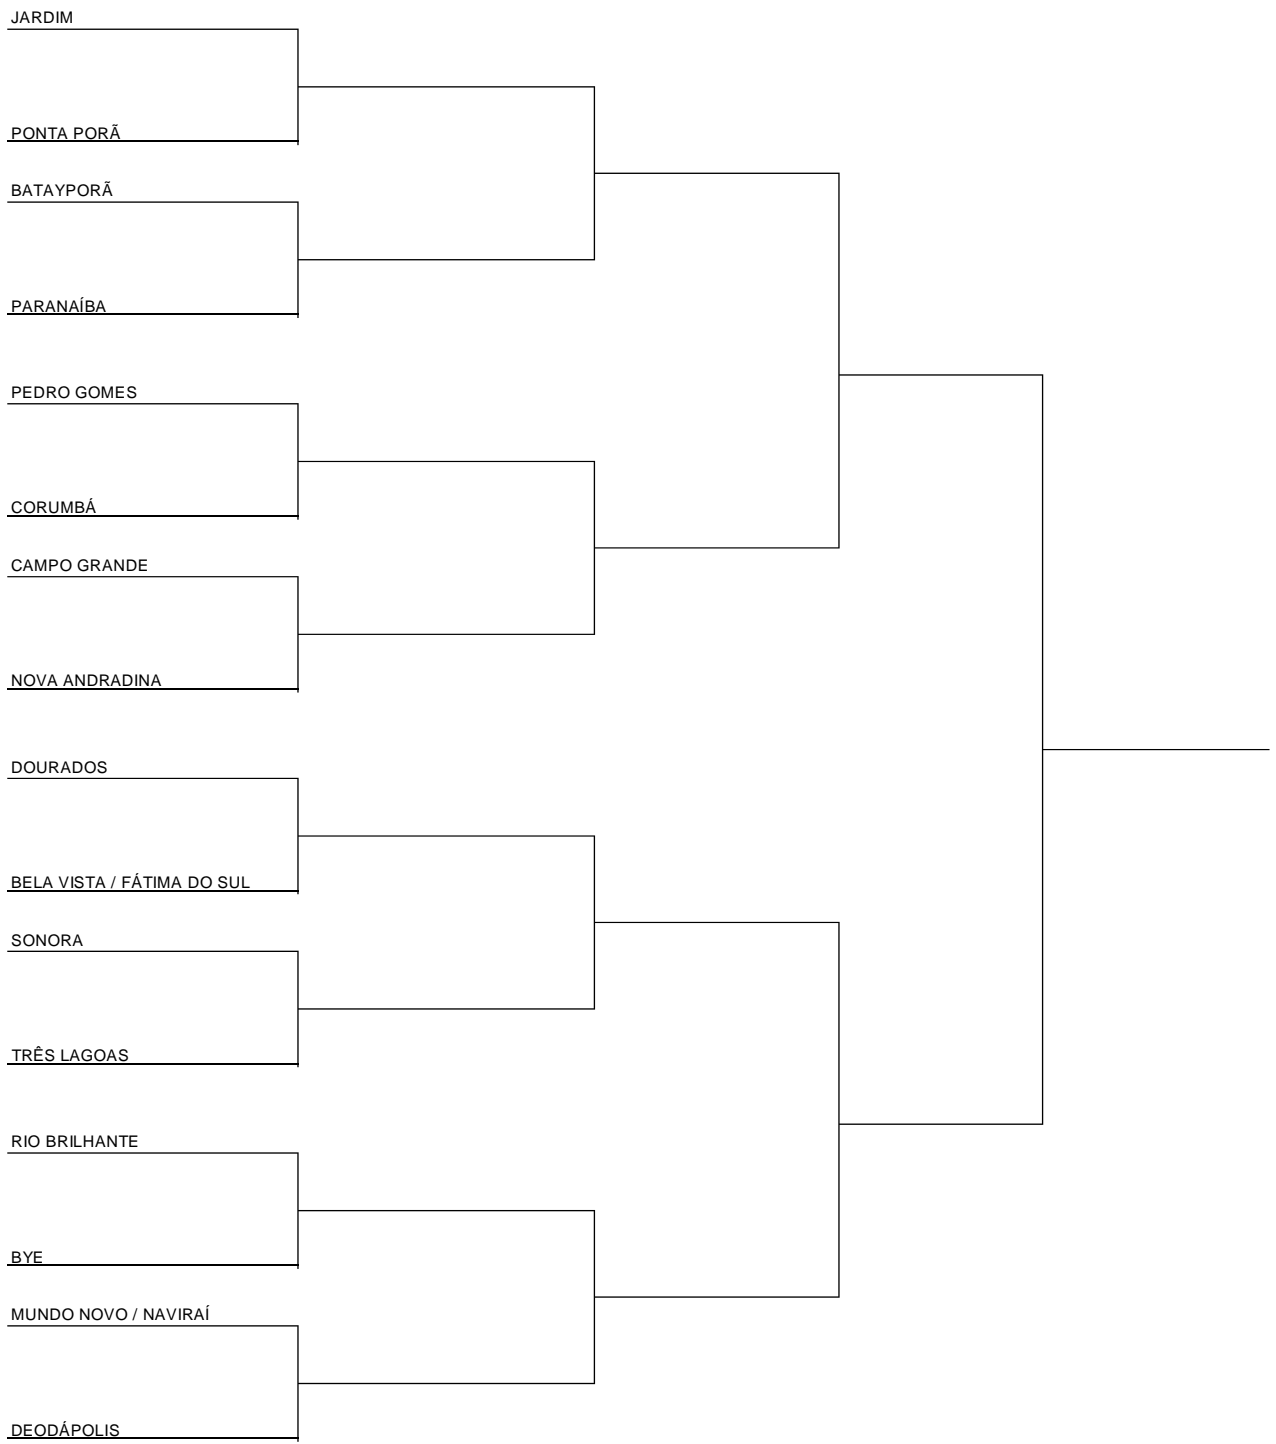 JARDIM
PONTA PORÃ
BATAYPORÃ
PARANAÍBA
PEDRO GOMES
CORUMBÁ
CAMPO GRANDE
NOVA ANDRADINA
DOURADOS
BELA VISTA / FÁTIMA DO SUL
SONORA
TRÊS LAGOAS
RIO BRILHANTE
BYE
MUNDO NOVO / NAVIRAÍ
DEODÁPOLIS